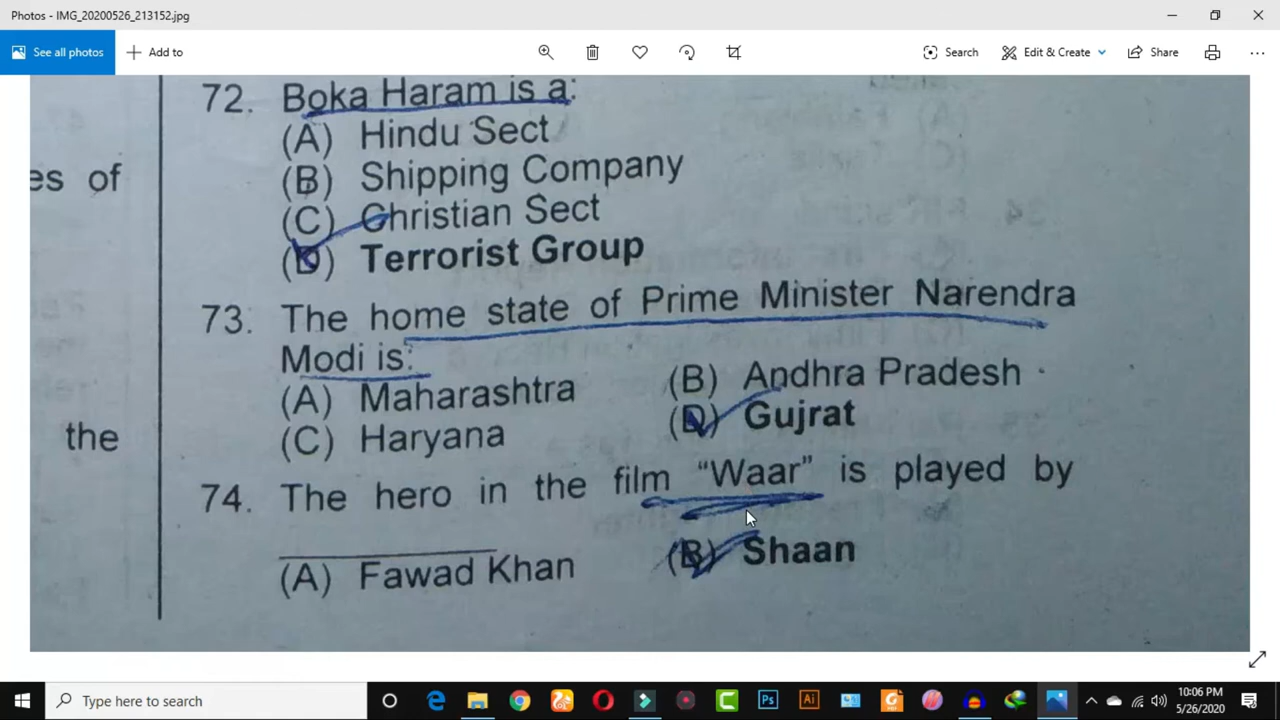 Photos - IMG_20200526_213152.jpg
See all photos
Add to
Search
Edit & Create
Share
72. Boka Haram is a:
(A) Hindu Sect
es of
(B) Shipping Company
(C) Christian Sect
(D) Terrorist Group
73. The home state of Prime Minister Narendra
Modi is:
(A) Maharashtra (B) Andhra Pradesh
the
(C) Haryana (D) Gujrat
74. The hero in the film "Waar" is played by
(A) Fawad Khan (B) Shaan
Type here to search
10:06 PM
5/26/2020